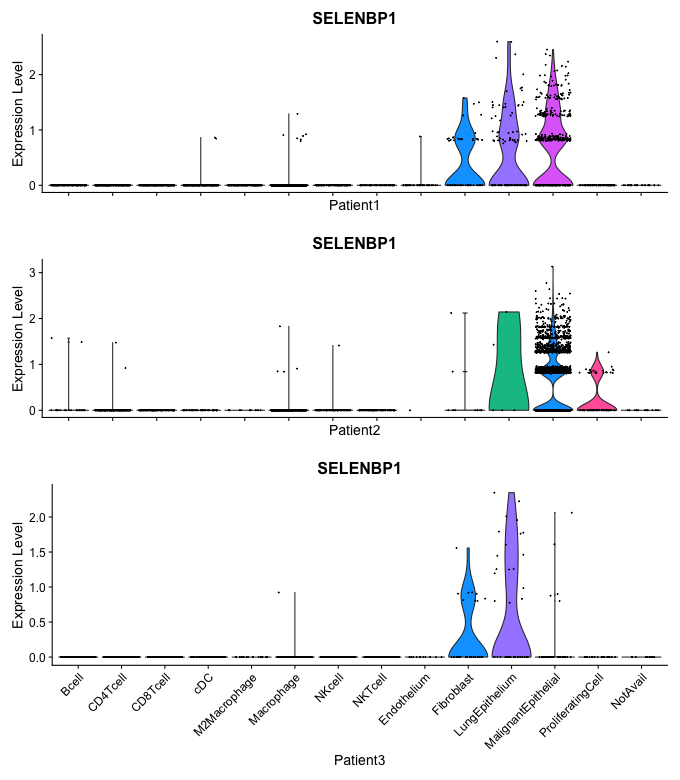 SELENBP1
Expression Level
2
1
0
Patient1
SELENBP1
Expression Level
3
2
1
0
Patient2
SELENBP1
Expression Level
2.0
1.5
1.0
0.5
0.0
Bcell
CD4Tcell
CD8Tcell
cDC
M2Macrophage
Macrophage
NKcell
NKTcell
Endothelium
Fibroblast
LungEpithelium
MalignantEpithelial
ProliferatingCell
NotAvail
Patient3